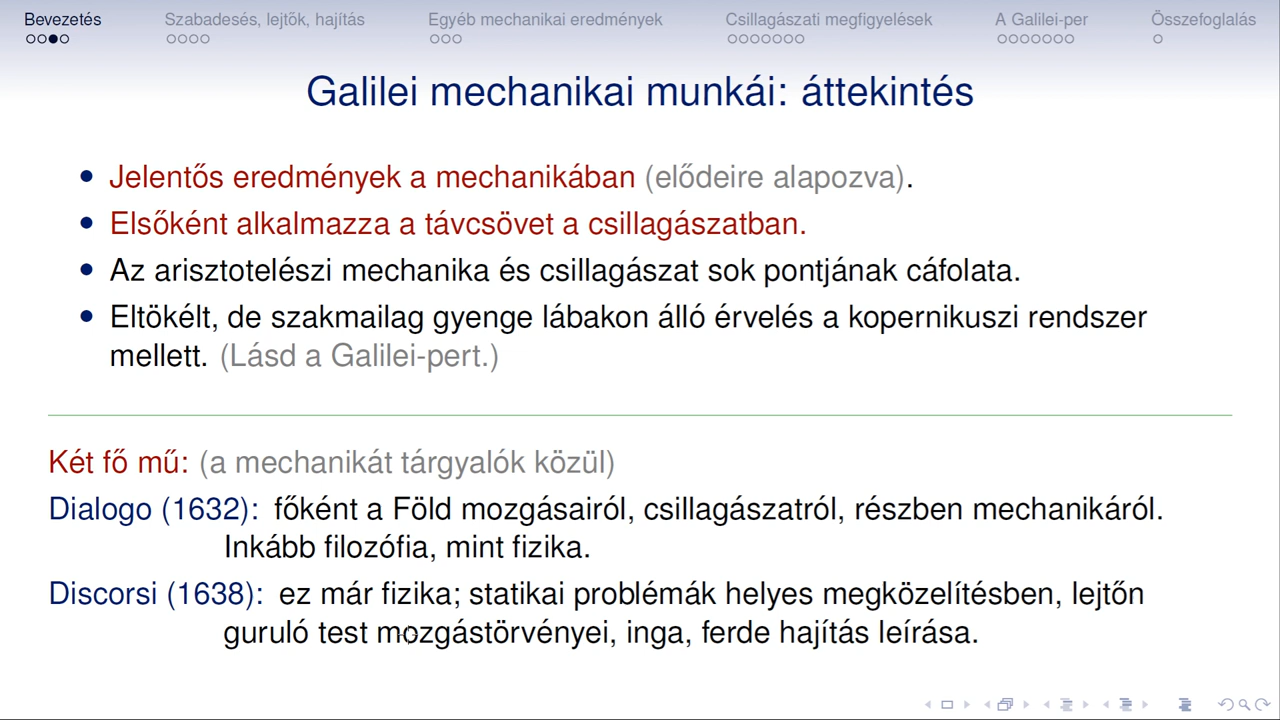 Bevezetés Szabadesés, lejtők, hajítás Egyéb mechanikai eredmények Csillagászati megfigyelések A Galilei-per Összefoglalás
Galilei mechanikai munkái: áttekintés
• Jelentős eredmények a mechanikában (elődeire alapozva).
• Elsőként alkalmazza a távcsövet a csillagászatban.
• Az arisztotelészi mechanika és csillagászat sok pontjának cáfolata.
• Eltökélt, de szakmailag gyenge lábakon álló érvelés a kopernikuszi rendszer
mellett. (Lásd a Galilei-pert.)
Két fő mű: (a mechanikát tárgyalók közül)
Dialogo (1632): főként a Föld mozgásairól, csillagászatról, részben mechanikáról.
Inkább filozófia, mint fizika.
Discorsi (1638): ez már fizika; statikai problémák helyes megközelítésben, lejtőn
guruló test mozgástörvényei, inga, ferde hajítás leírása.